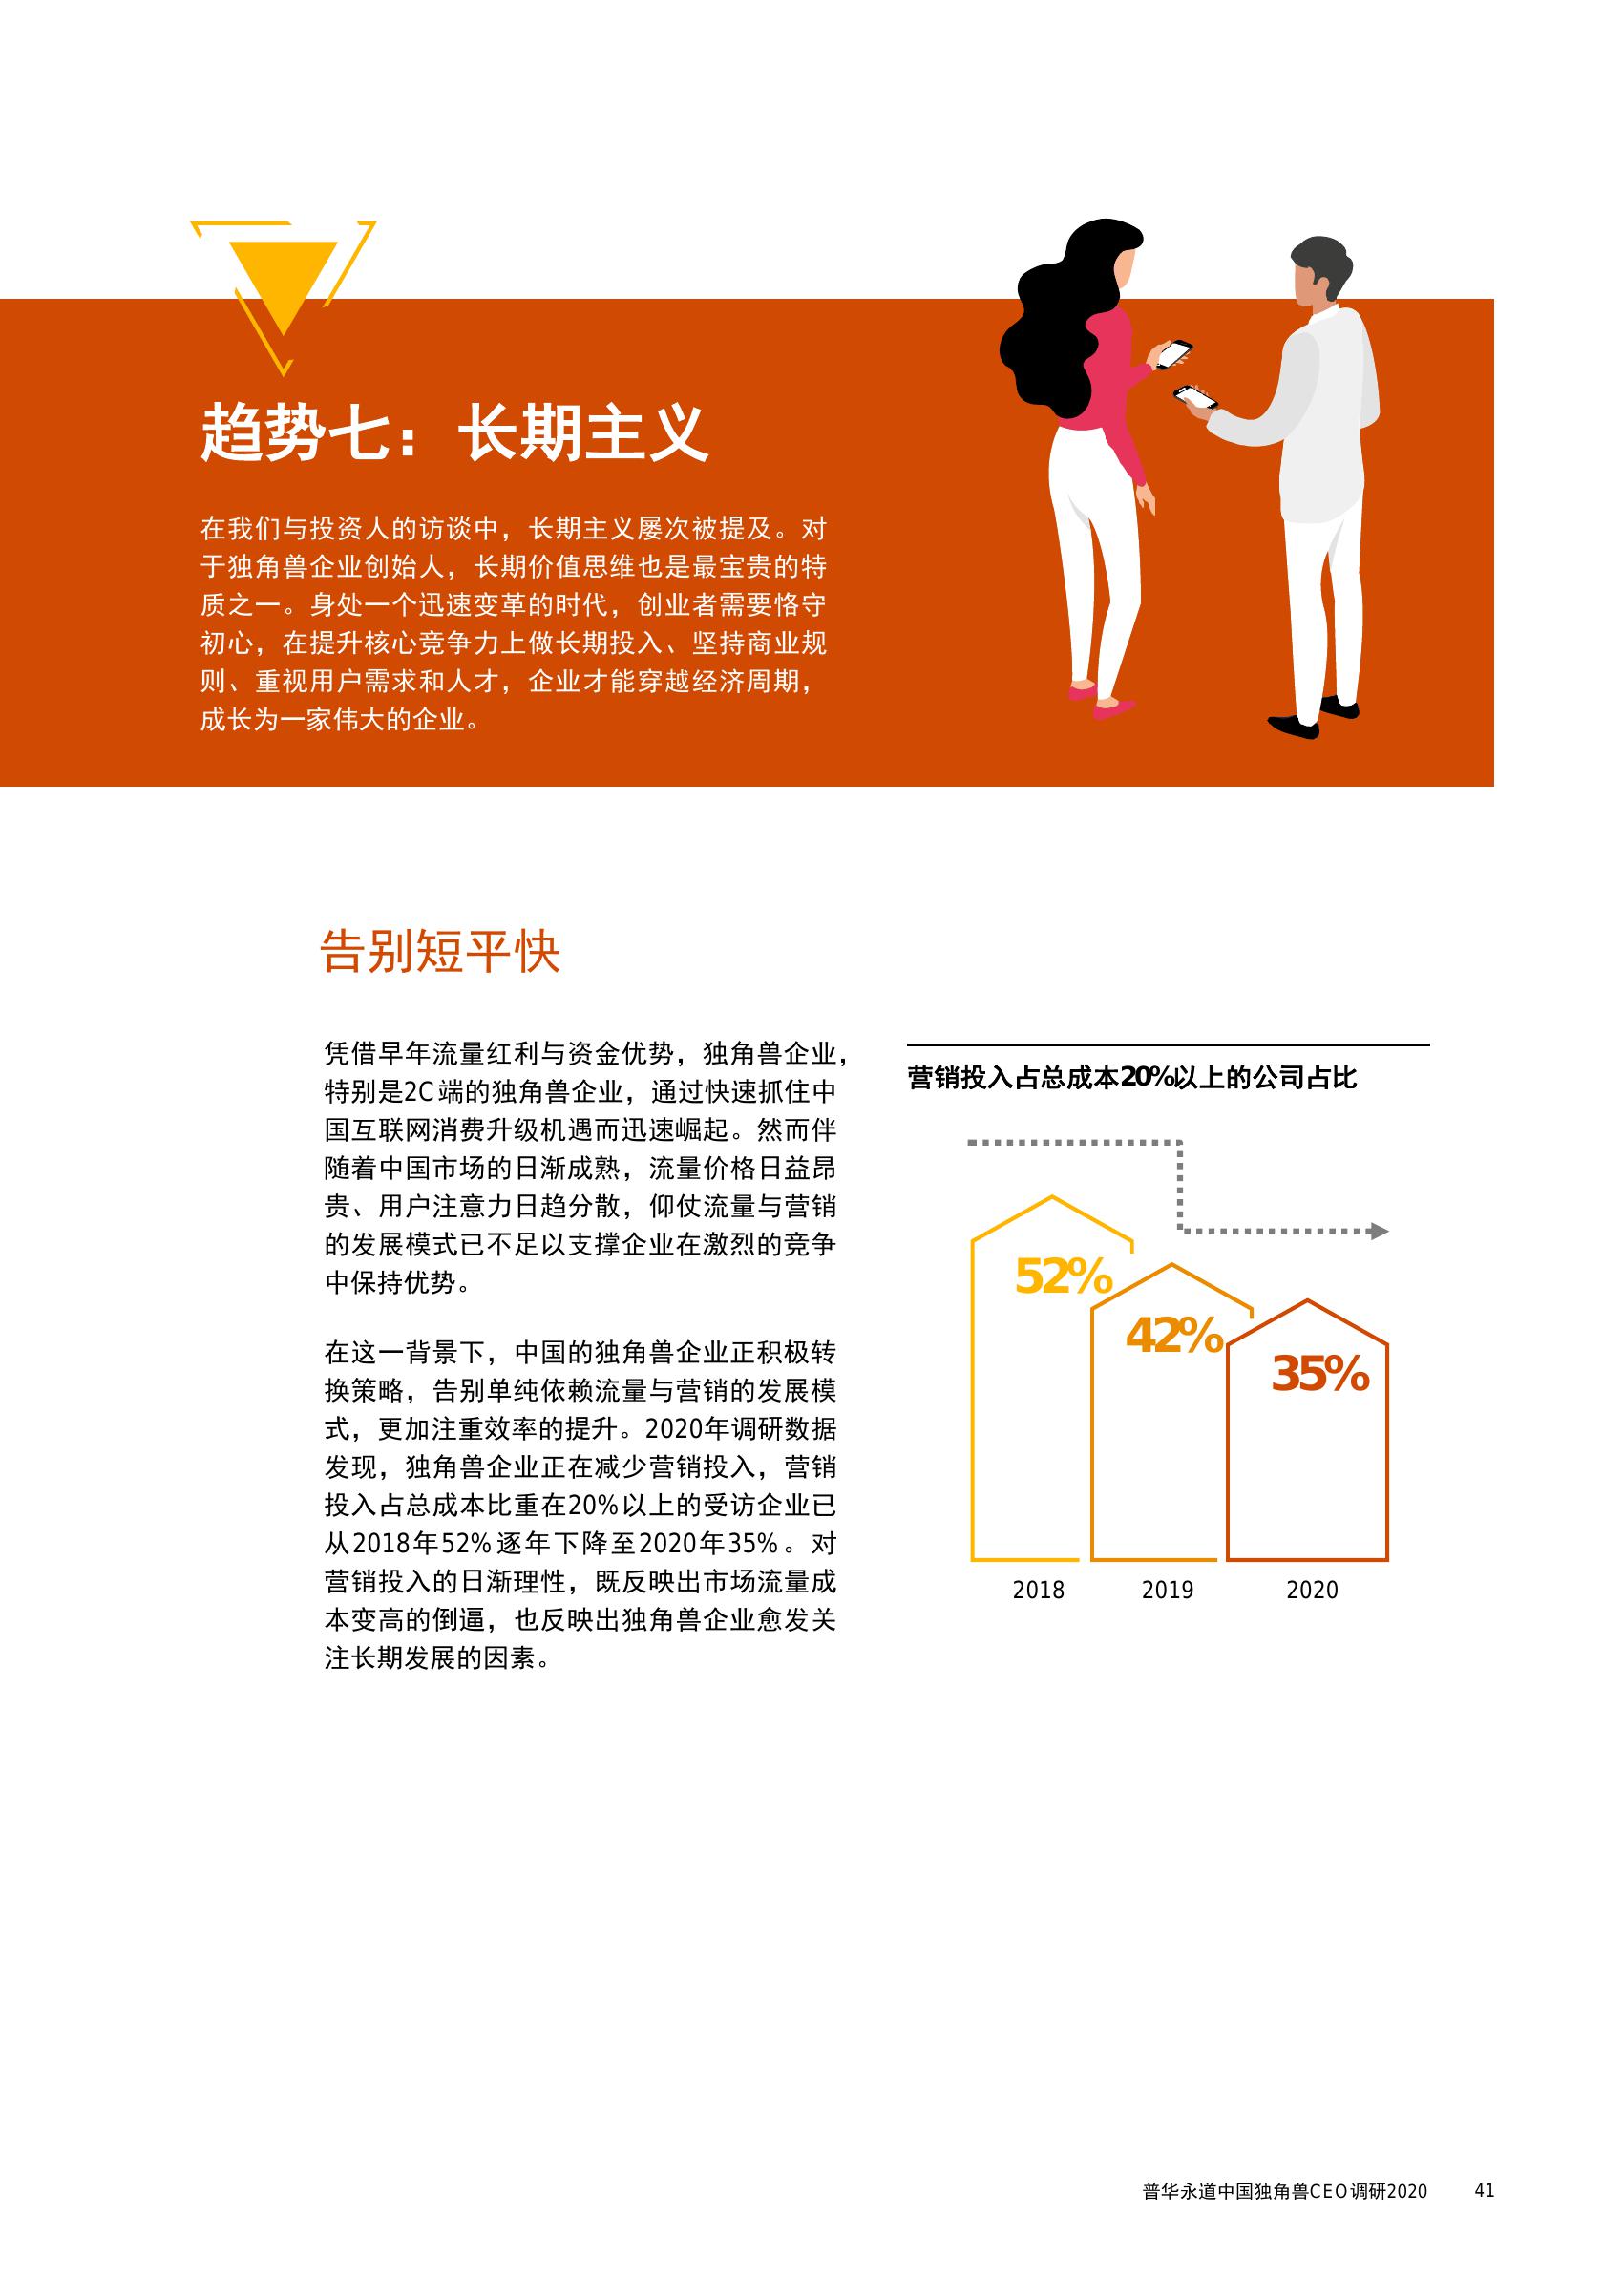 趋势七：长期主义
在我们与投资人的访谈中，长期主义屡次被提及。对
于独角兽企业创始人，长期价值思维也是最宝贵的特
质之一。身处一个迅速变革的时代，创业者需要恪守
初心，在提升核心竞争力上做长期投入、坚持商业规
则、重视用户需求和人才，企业才能穿越经济周期，
成长为一家伟大的企业。
告别短平快
凭借早年流量红利与资金优势，独角兽企业，
特别是2C端的独角兽企业，通过快速抓住中
国互联网消费升级机遇而迅速崛起。然而伴
随着中国市场的日渐成熟，流量价格日益昂
贵、用户注意力日趋分散，仰仗流量与营销
的发展模式已不足以支撑企业在激烈的竞争
中保持优势。
在这一背景下，中国的独角兽企业正积极转
换策略，告别单纯依赖流量与营销的发展模
式，更加注重效率的提升。2020年调研数据
发现，独角兽企业正在减少营销投入，营销
投入占总成本比重在20%以上的受访企业已
从2018年52%逐年下降至2020年35%。对
营销投入的日渐理性，既反映出市场流量成
本变高的倒逼，也反映出独角兽企业愈发关
注长期发展的因素。
营销投入占总成本20%以上的公司占比
52%
42%
35%
2018
2019
2020
普华永道中国独角兽CEO调研2020
41